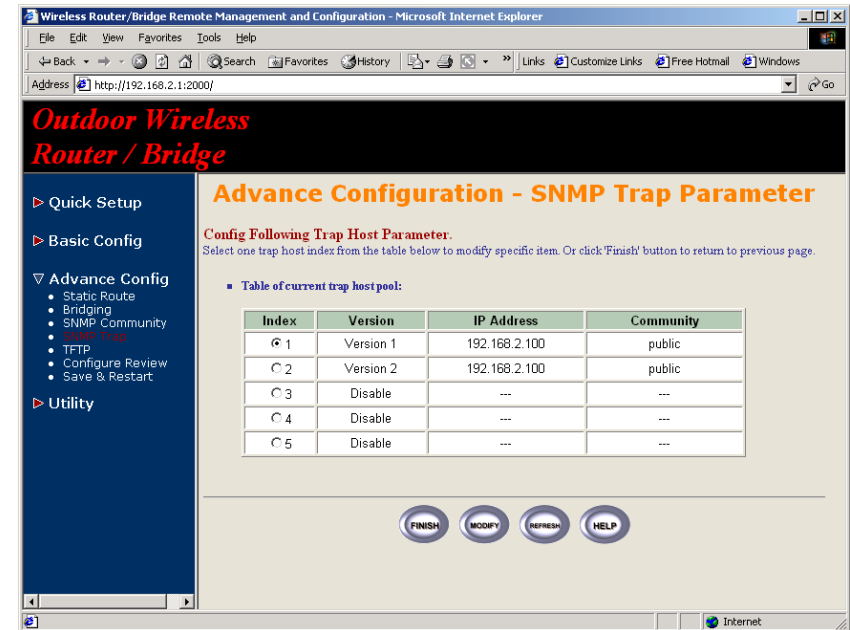 Wireless Router/Bridge Remote Management and Configuration - Microsoft Internet Explorer
File Edit View Favorites Tools Help
Back Search Favorites History » Links Customize Links Free Hotmail Windows
Address http://192.168.2.1:2000/ Go
Outdoor Wireless
Router / Bridge
Quick Setup
Basic Config
Advance Config
Static Route
Bridging
SNMP Community
SNMP Trap
TFTP
Configure Review
Save & Restart
Utility
Advance Configuration - SNMP Trap Parameter
Config Following Trap Host Parameter.
Select one trap host index from the table below to modify specific item. Or click 'Finish' button to return to previous page.
Table of current trap host pool:
Index Version IP Address Community
1 Version 1 192.168.2.100 public
2 Version 2 192.168.2.100 public
3 Disable --- ---
4 Disable --- ---
5 Disable --- ---
FINISH MODIFY REFRESH HELP
Internet